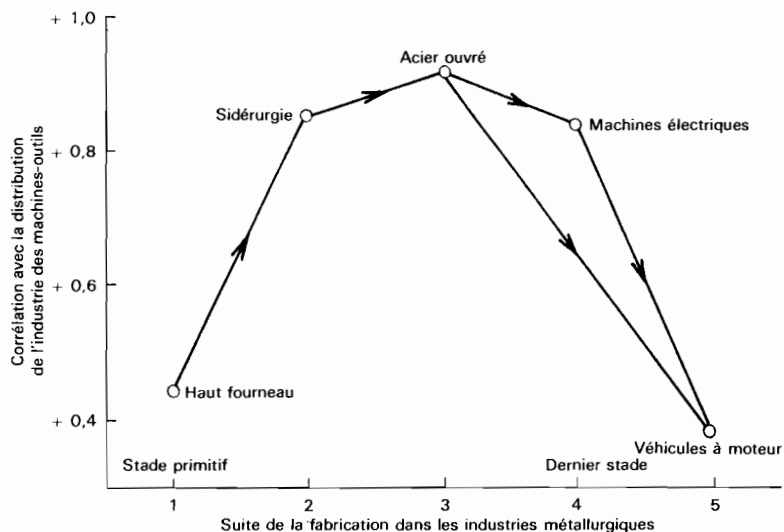 + 1,0
Acier ouvré
Sidérurgie
Machines électriques
+ 0,8
Corrélation avec la distribution
de l'industrie des machines-outils
+ 0,6
Haut fourneau
+ 0,4
Véhicules à moteur
Stade primitif
Dernier stade
1 2 3 4 5
Suite de la fabrication dans les industries métallurgiques